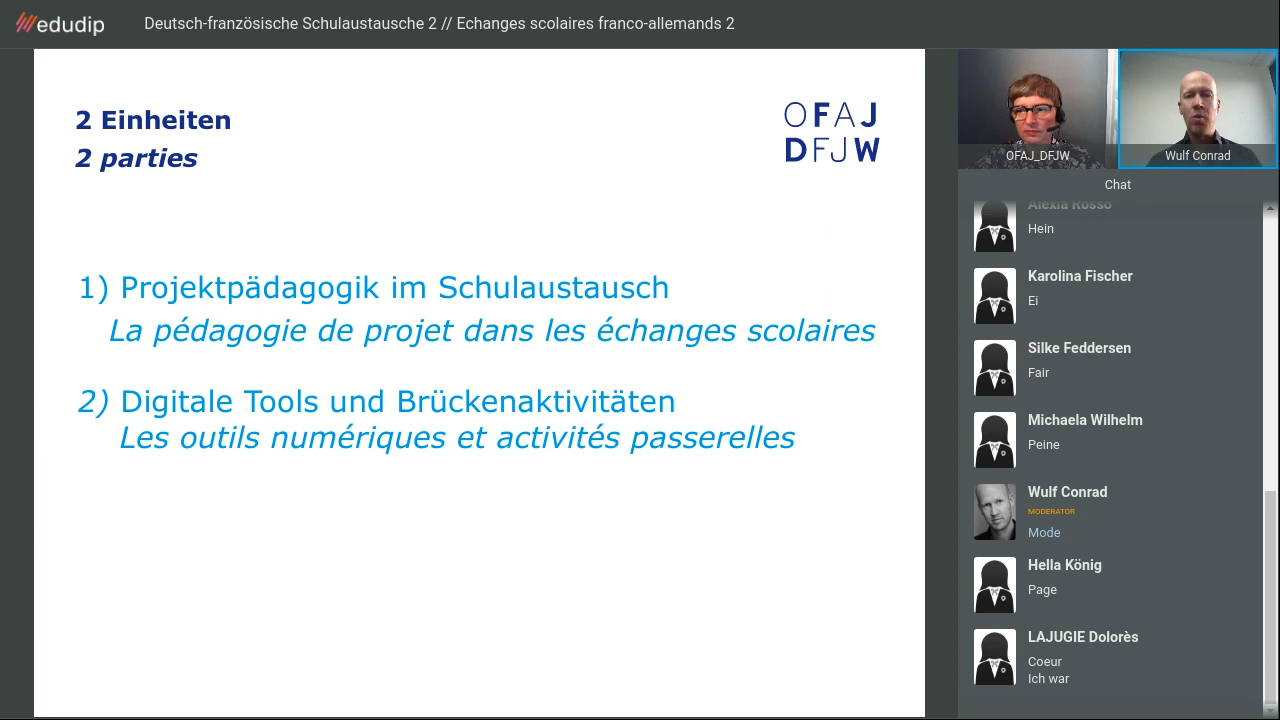 edudip
Deutsch-französische Schulaustausche 2 // Echanges scolaires franco-allemands 2
2 Einheiten
2 parties
OFAJ
DFJW
1) Projektpädagogik im Schulaustausch
La pédagogie de projet dans les échanges scolaires
2) Digitale Tools und Brückenaktivitäten
Les outils numériques et activités passerelles
OFAJ_DFJW
Wulf Conrad
Chat
Alexia Rosso
Hein
Karolina Fischer
Ei
Silke Feddersen
Fair
Michaela Wilhelm
Peine
Wulf Conrad
MODERATOR
Mode
Hella König
Page
LAJUGIE Dolorès
Coeur
Ich war